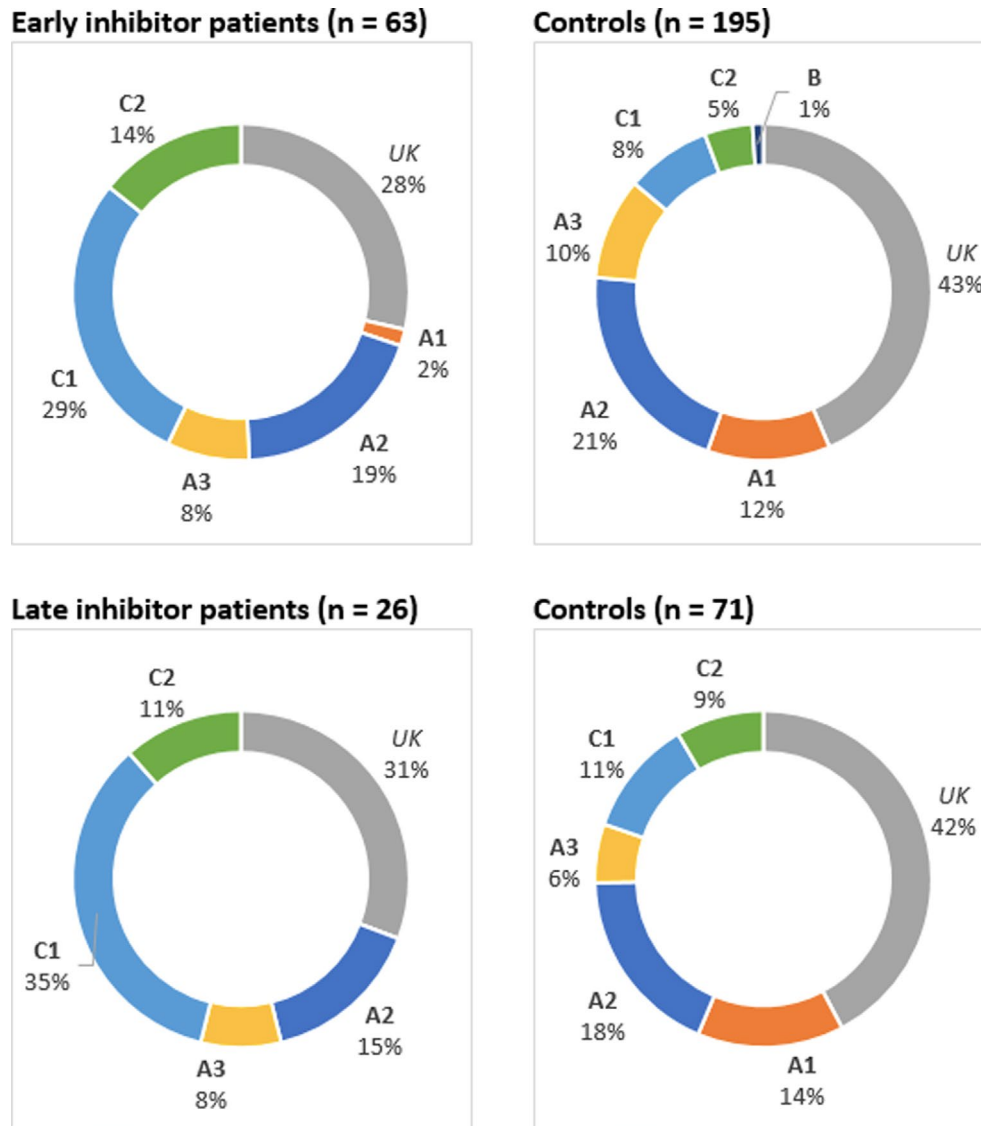 Early inhibitor patients (n = 63)
C2
14%
UK
28%
A1
2%
A2
19%
A3
8%
C1
29%
Controls (n = 195)
C2
5%
B
1%
C1
8%
A3
10%
UK
43%
A2
21%
A1
12%
Late inhibitor patients (n = 26)
C2
11%
UK
31%
C1
35%
A2
15%
A3
8%
Controls (n = 71)
C2
9%
C1
11%
UK
42%
A3
6%
A2
18%
A1
14%